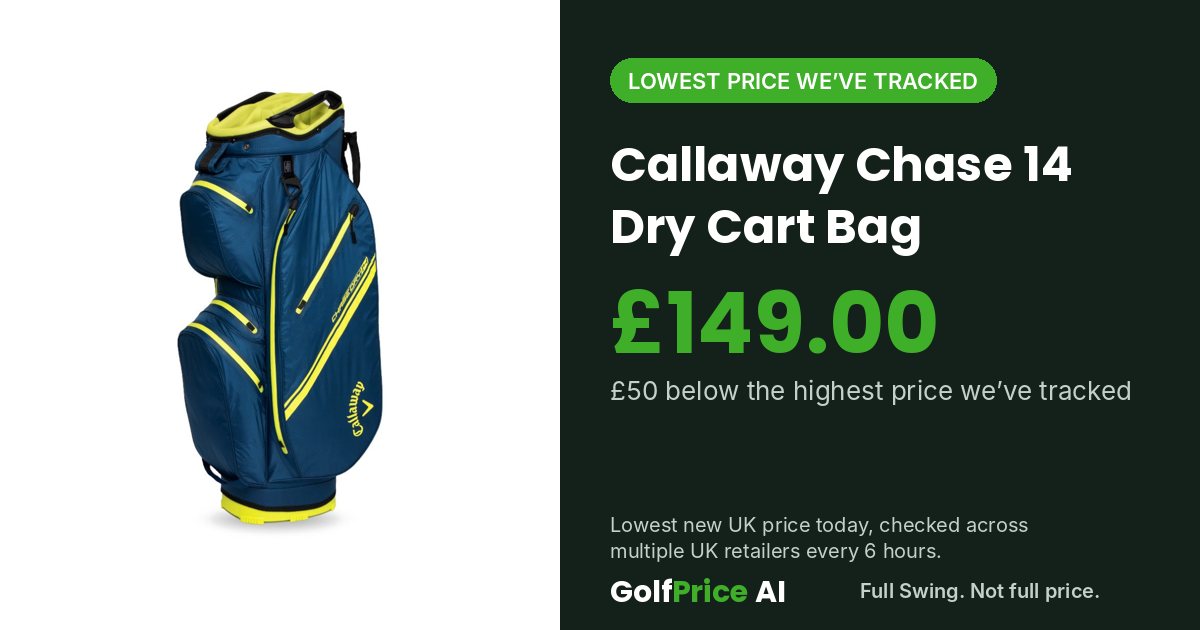 LOWEST PRICE WE’VE TRACKED
Callaway Chase 14
Dry Cart Bag
£149.00
£50 below the highest price we’ve tracked
Lowest new UK price today, checked across
multiple UK retailers every 6 hours.
GolfPrice AI
Full Swing. Not full price.
Callaway